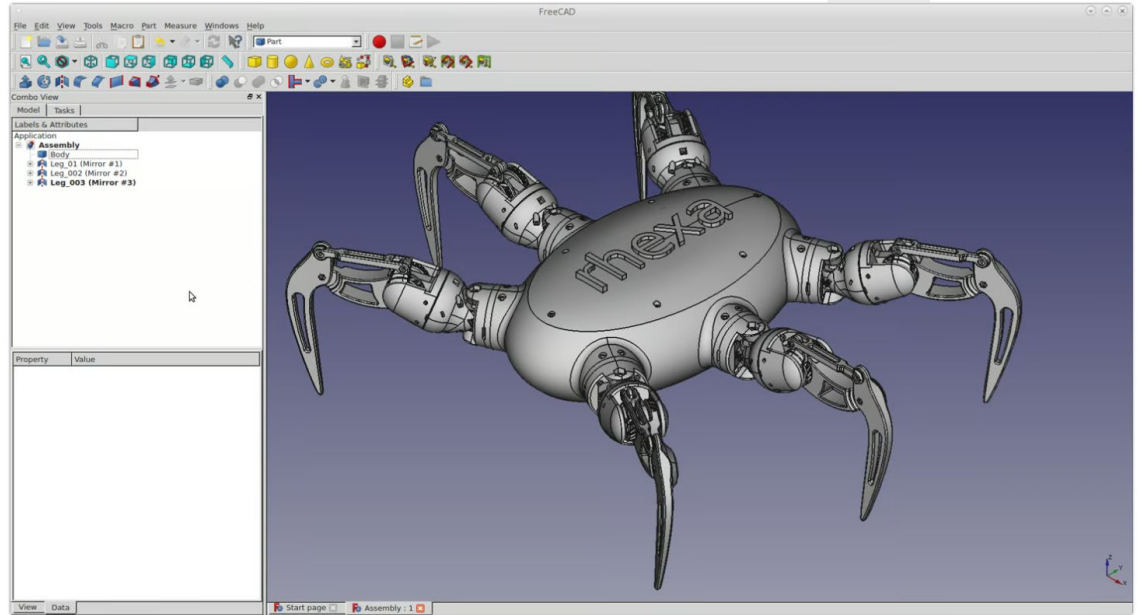 FreeCAD
File Edit View Tools Macro Part Measure Windows Help
Part
Combo View
Model Tasks
Labels & Attributes
Application
Assembly
Body
Leg_01 (Mirror #1)
Leg_002 (Mirror #2)
Leg_003 (Mirror #3)
rhexa
Property Value
View Data
Start page
Assembly : 1
Z
Y
X